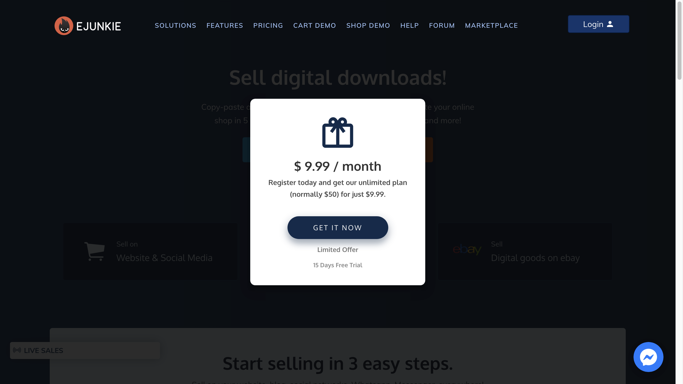 EJUNKIE
SOLUTIONS FEATURES PRICING CART DEMO SHOP DEMO HELP FORUM MARKETPLACE
Login
Sell digital downloads!
Copy-paste
your online
shop in 5
and more!
$ 9.99 / month
Register today and get our unlimited plan
(normally $50) for just $9.99.
GET IT NOW
Limited Offer
15 Days Free Trial
Sell on
Website & Social Media
ebay
Sell
Digital goods on ebay
LIVE SALES
Start selling in 3 easy steps.